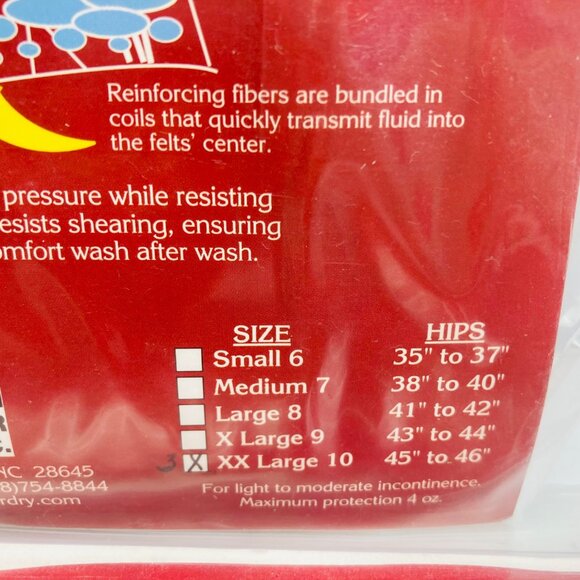 Reinforcing fibers are bundled in
coils that quickly transmit fluid into
the felts' center.
pressure while resisting
esists shearing, ensuring
omfort wash after wash.
SIZE HIPS
Small 6 35" to 37"
Medium 7 38" to 40"
Large 8 41" to 42"
X Large 9 43" to 44"
3 X XX Large 10 45" to 46"
For light to moderate incontinence.
Maximum protection 4 oz.
R
C.
NC 28645
8)754-8844
rdry.com